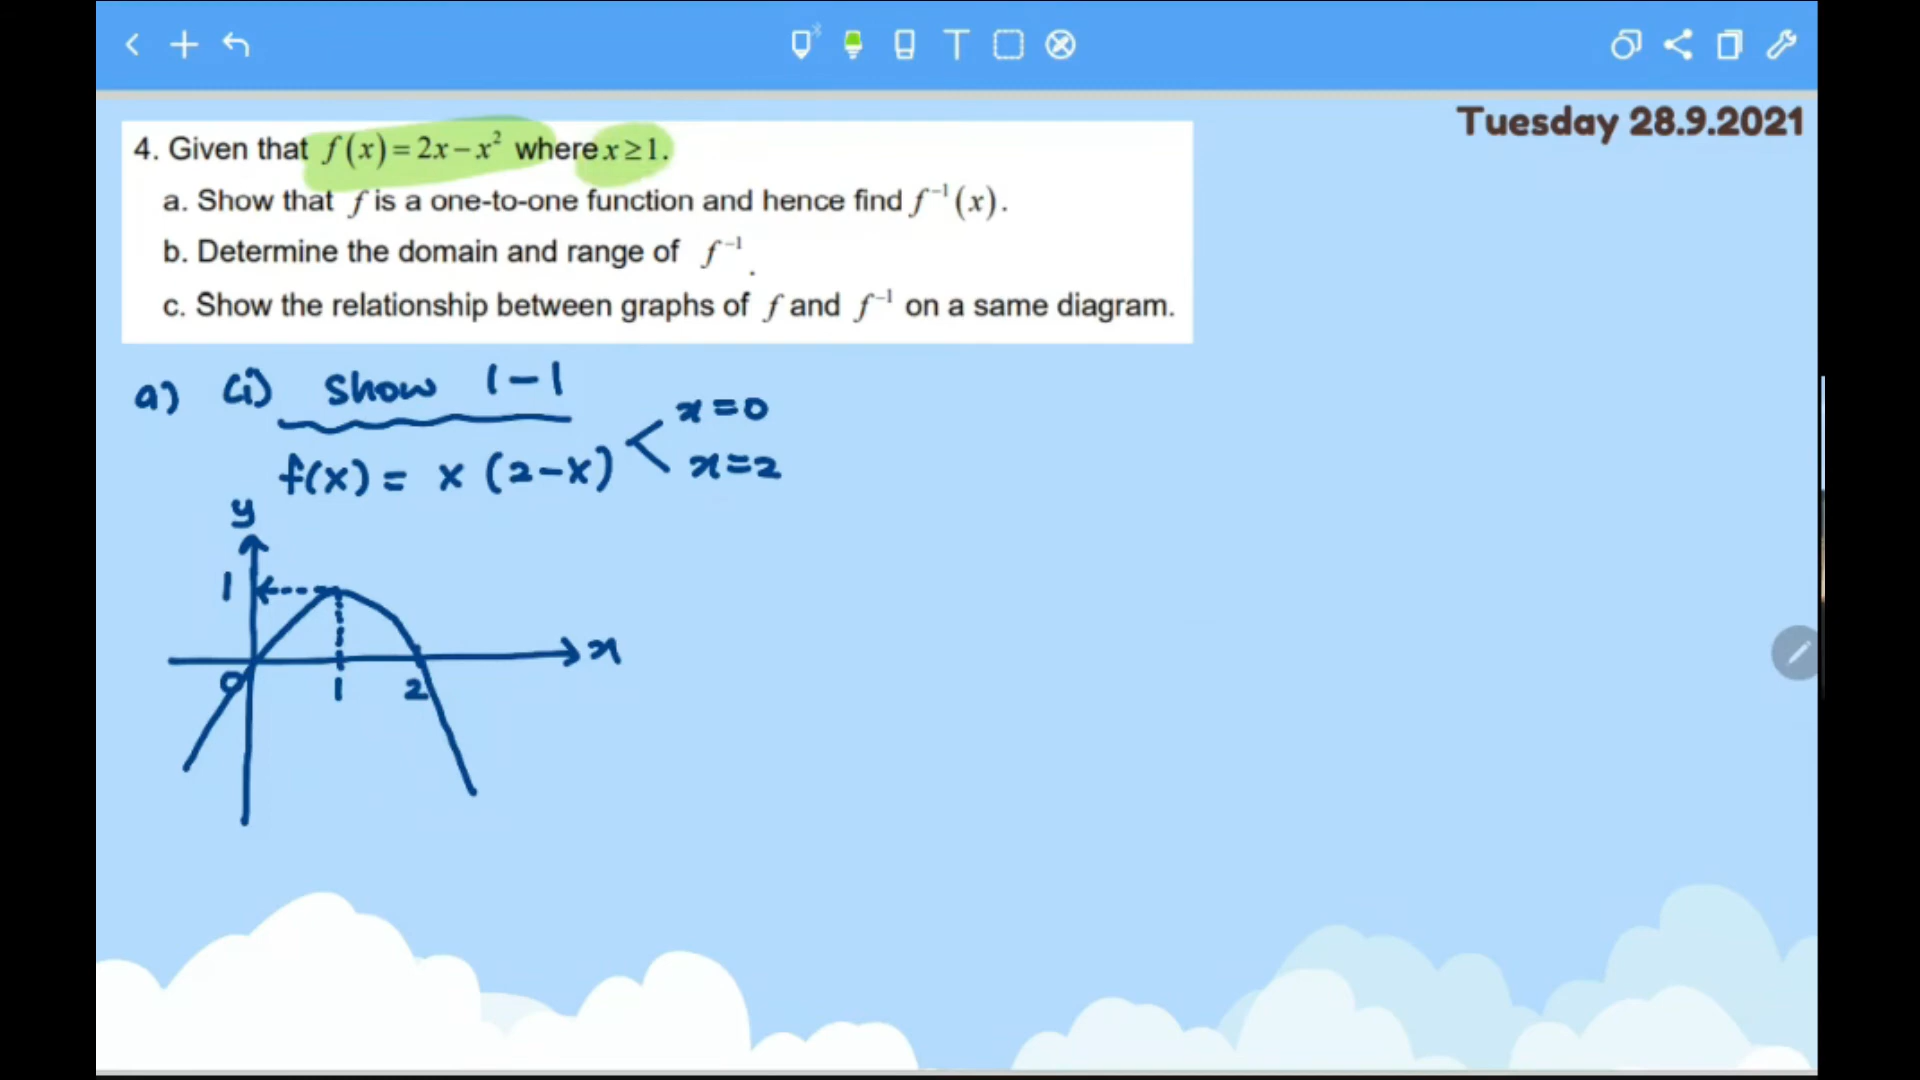 Tuesday 28.9.2021
4. Given that f(x)=2x−x² where x≥1.
a. Show that f is a one-to-one function and hence find f⁻¹(x).
b. Determine the domain and range of f⁻¹.
c. Show the relationship between graphs of f and f⁻¹ on a same diagram.
a) (i) Show 1-1
x=0
f(x) = x (2-x)
x=2
y
1
x
0
1
2